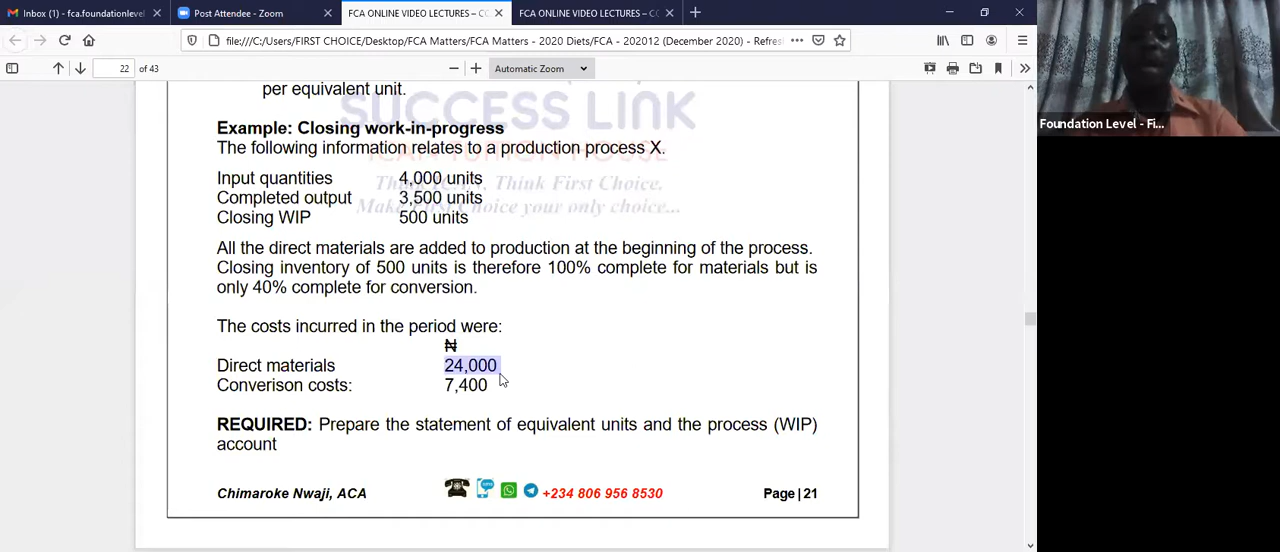 Inbox (1) - fca.foundationlevel
Post Attendee - Zoom
FCA ONLINE VIDEO LECTURES – CC
FCA ONLINE VIDEO LECTURES – CC
file:///C:/Users/FIRST CHOICE/Desktop/FCA Matters/FCA Matters - 2020 Diets/FCA - 202012 (December 2020) - Refres
22 of 43
Automatic Zoom
Foundation Level - Fi...
per equivalent unit.
SUCCESS LINK
ICAN TUITION HOUSE
Think ICAN, Think First Choice.
Make First Choice your only choice...
Example: Closing work-in-progress
The following information relates to a production process X.
Input quantities 4,000 units
Completed output 3,500 units
Closing WIP 500 units
All the direct materials are added to production at the beginning of the process.
Closing inventory of 500 units is therefore 100% complete for materials but is
only 40% complete for conversion.
The costs incurred in the period were:
₦
Direct materials 24,000
Converison costs: 7,400
REQUIRED: Prepare the statement of equivalent units and the process (WIP)
account
Chimaroke Nwaji, ACA +234 806 956 8530 Page | 21